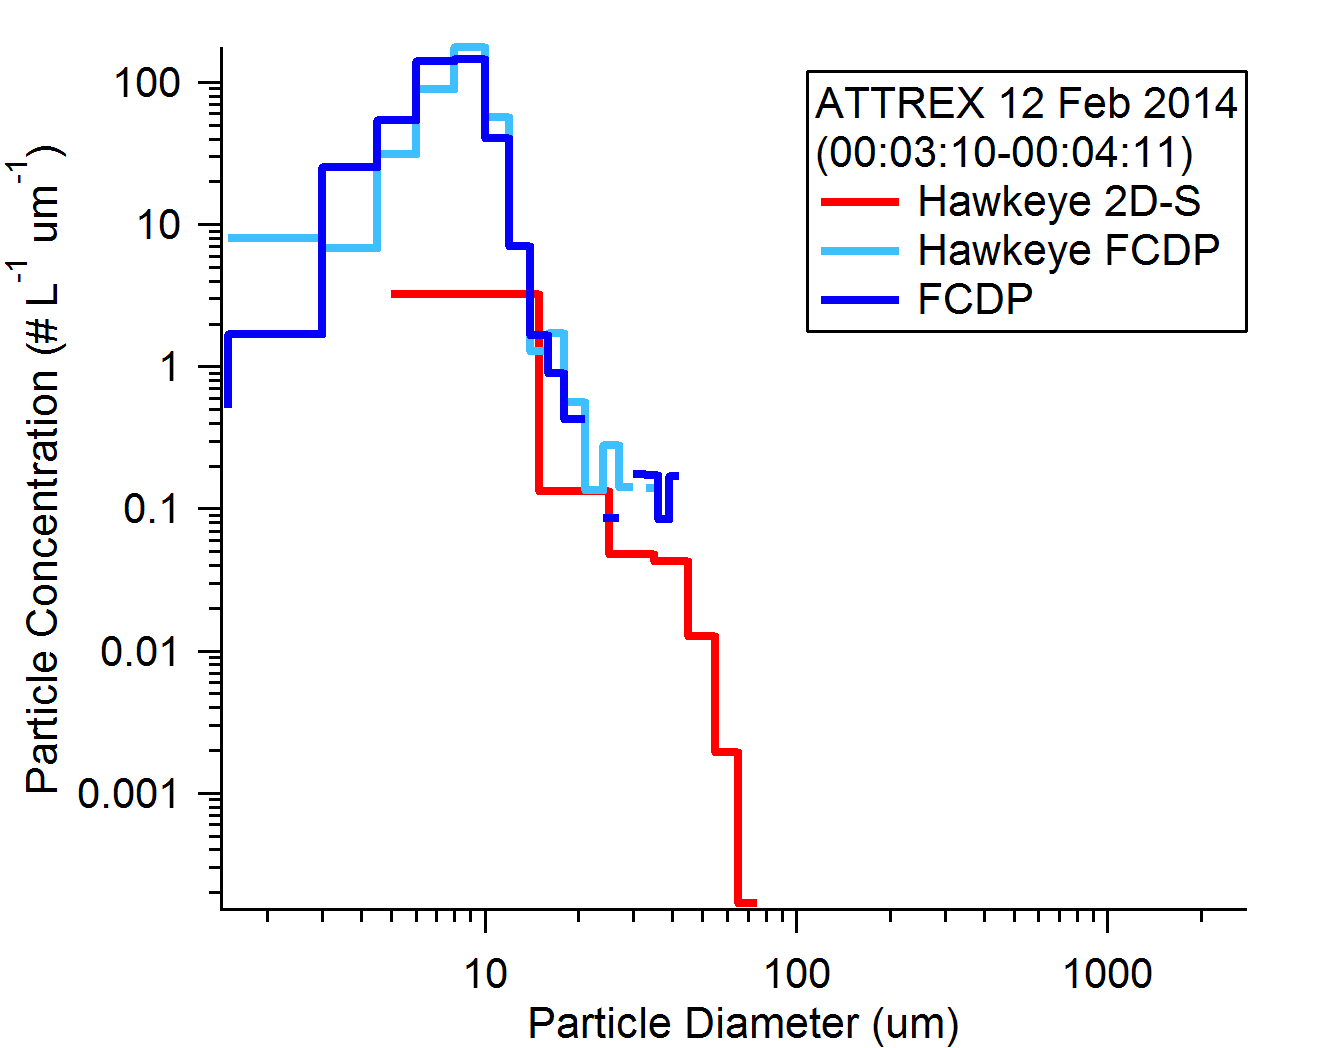 100
10
1
0.1
0.01
0.001
Particle Concentration (# L-1 um-1)
ATTREX 12 Feb 2014
(00:03:10-00:04:11)
Hawkeye 2D-S
Hawkeye FCDP
FCDP
10
100
1000
Particle Diameter (um)